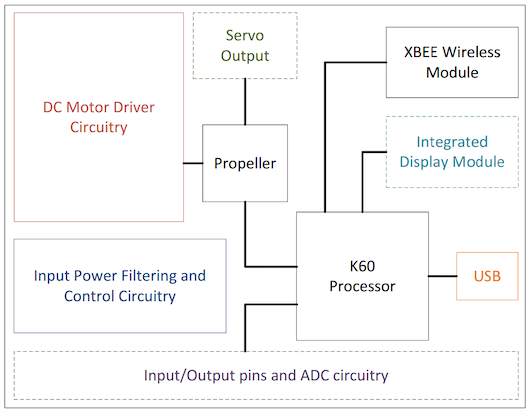 Servo
Output
XBEE Wireless
Module
DC Motor Driver
Circuitry
Propeller
Integrated
Display Module
Input Power Filtering and
Control Circuitry
K60
Processor
USB
Input/Output pins and ADC circuitry